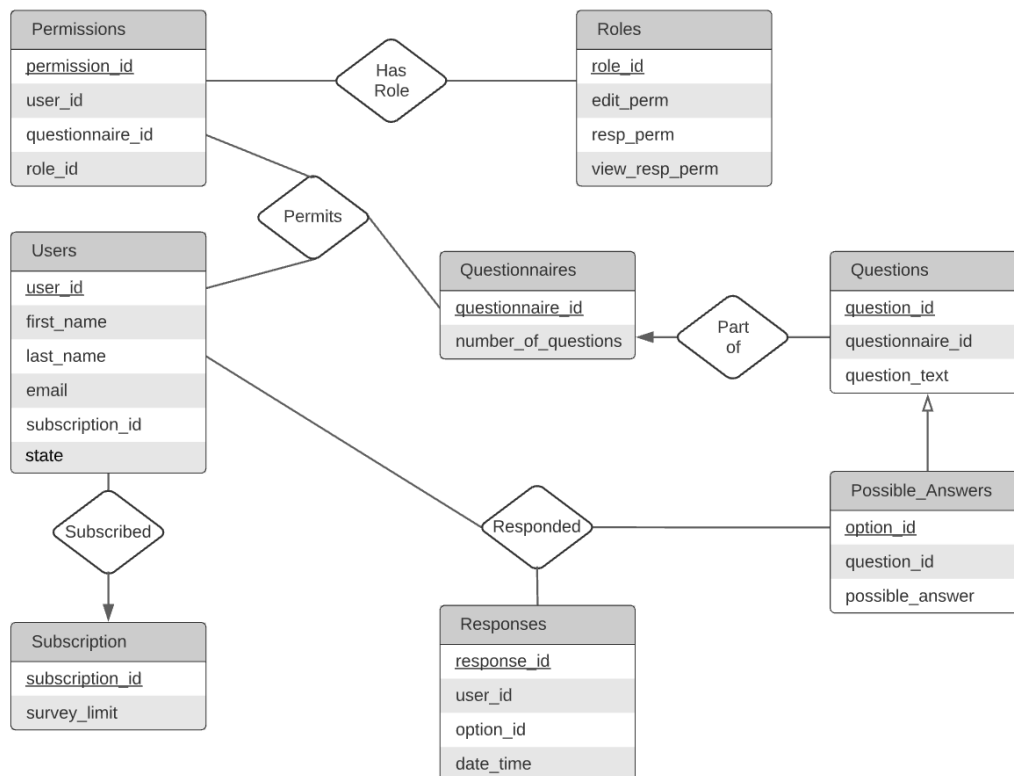 Permissions
permission_id
user_id
questionnaire_id
role_id
Has
Role
Roles
role_id
edit_perm
resp_perm
view_resp_perm
Permits
Users
user_id
first_name
last_name
email
subscription_id
state
Questionnaires
questionnaire_id
number_of_questions
Part
of
Questions
question_id
questionnaire_id
question_text
Subscribed
Responded
Possible_Answers
option_id
question_id
possible_answer
Subscription
subscription_id
survey_limit
Responses
response_id
user_id
option_id
date_time